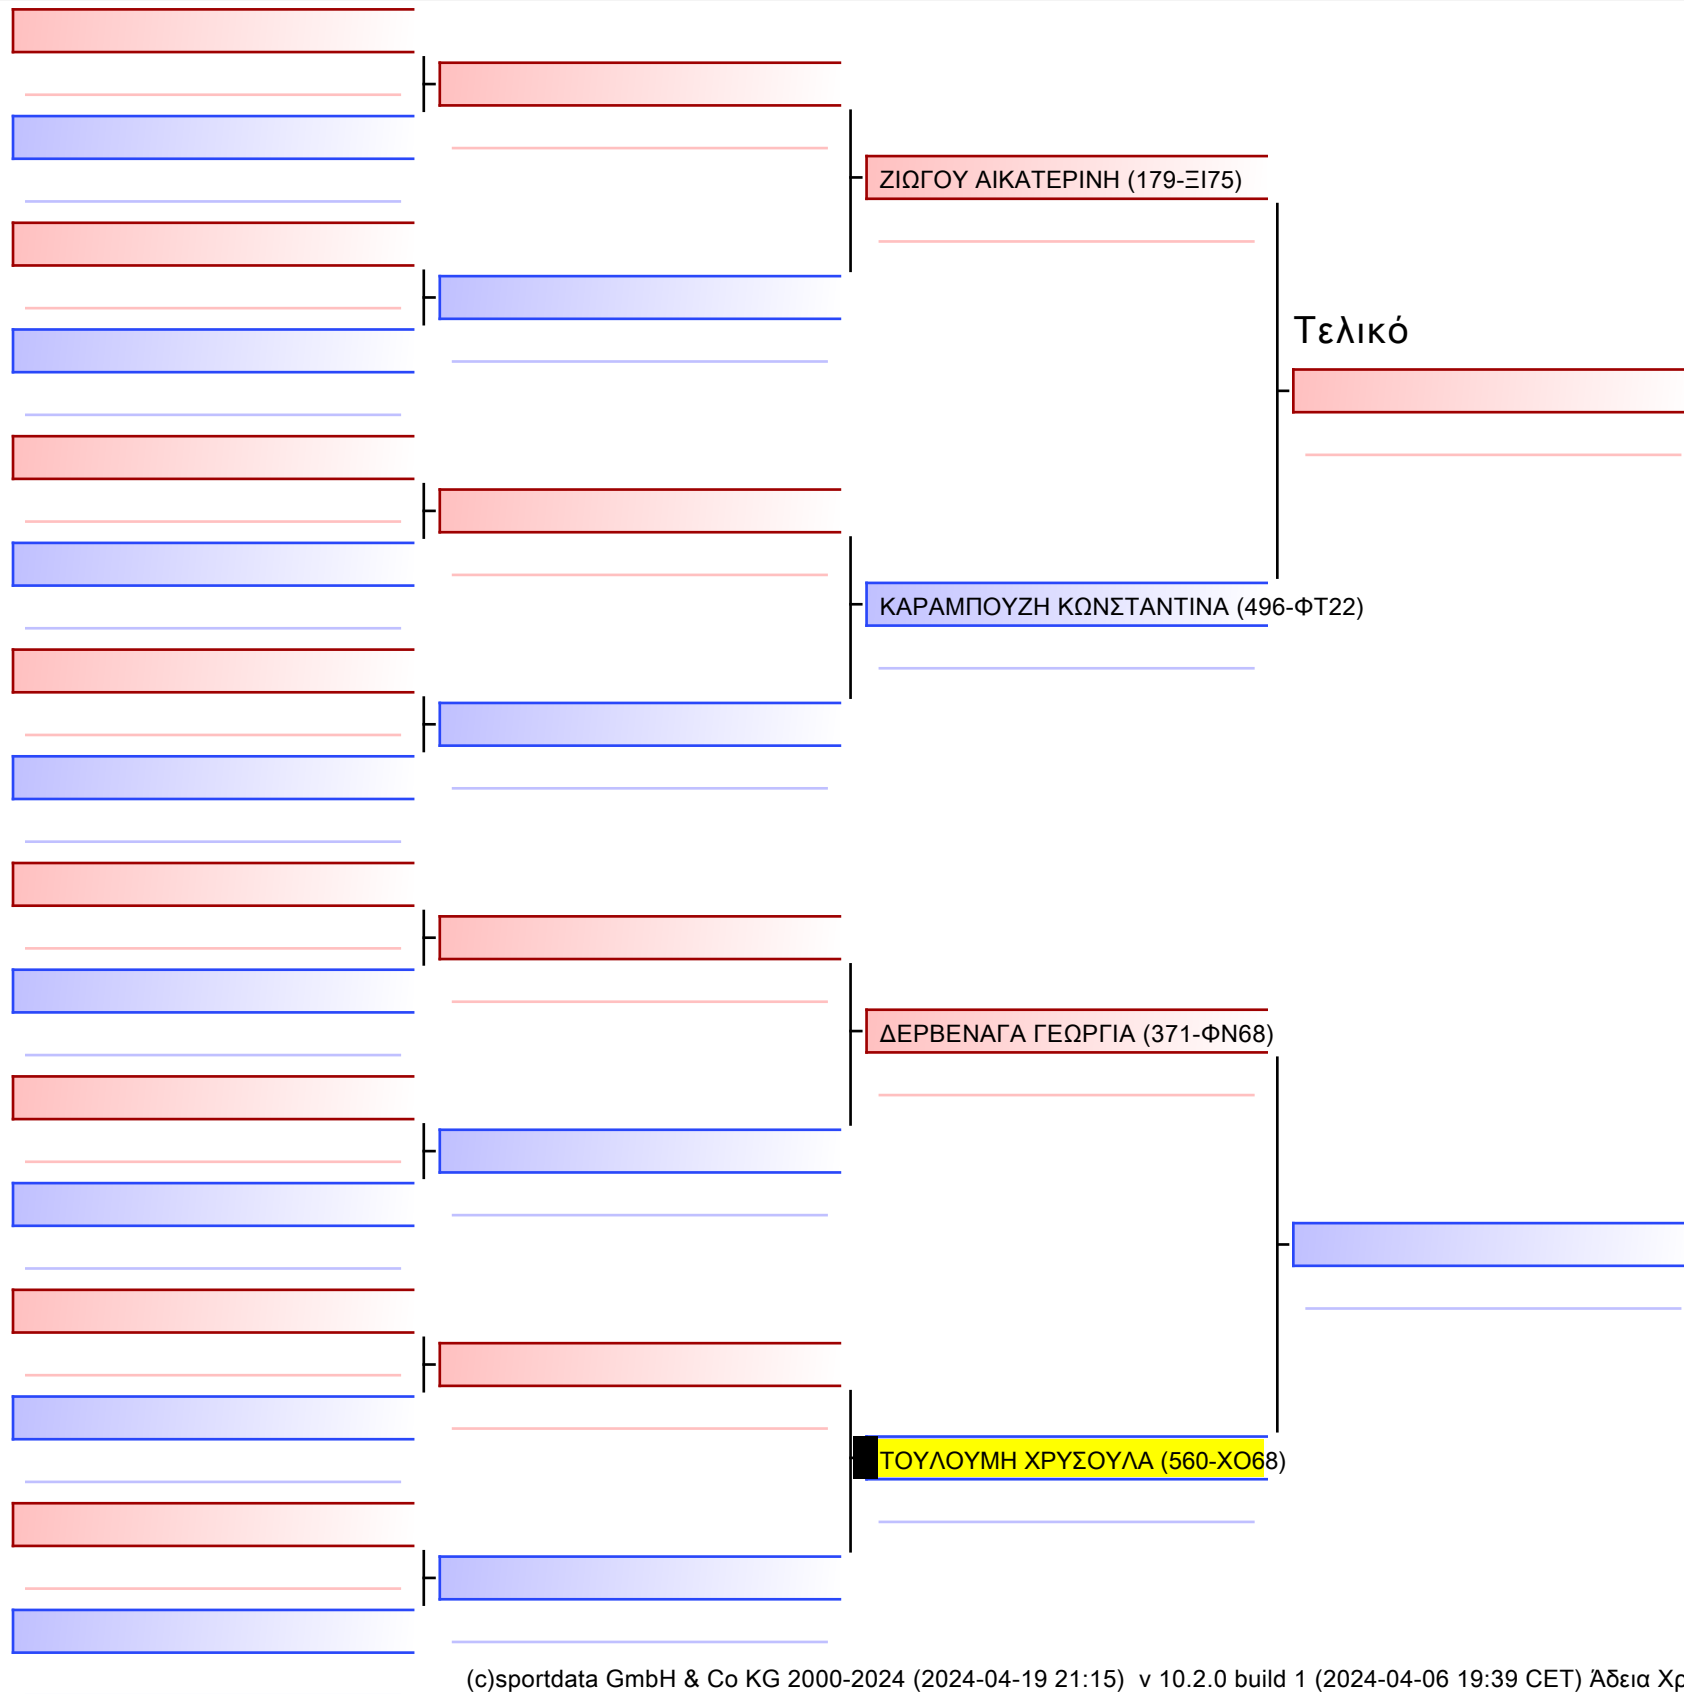 ΖΙΩΓΟΥ ΑΙΚΑΤΕΡΙΝΗ (179-ΞΙ75)
Τελικό
ΚΑΡΑΜΠΟΥΖΗ ΚΩΝΣΤΑΝΤΙΝΑ (496-ΦΤ22)
ΔΕΡΒΕΝΑΓΑ ΓΕΩΡΓΙΑ (371-ΦΝ68)
ΤΟΥΛΟΥΜΗ ΧΡΥΣΟΥΛΑ (560-ΧΟ68)
(c)sportdata GmbH & Co KG 2000-2024 (2024-04-19 21:15) v 10.2.0 build 1 (2024-04-06 19:39 CET) Άδεια